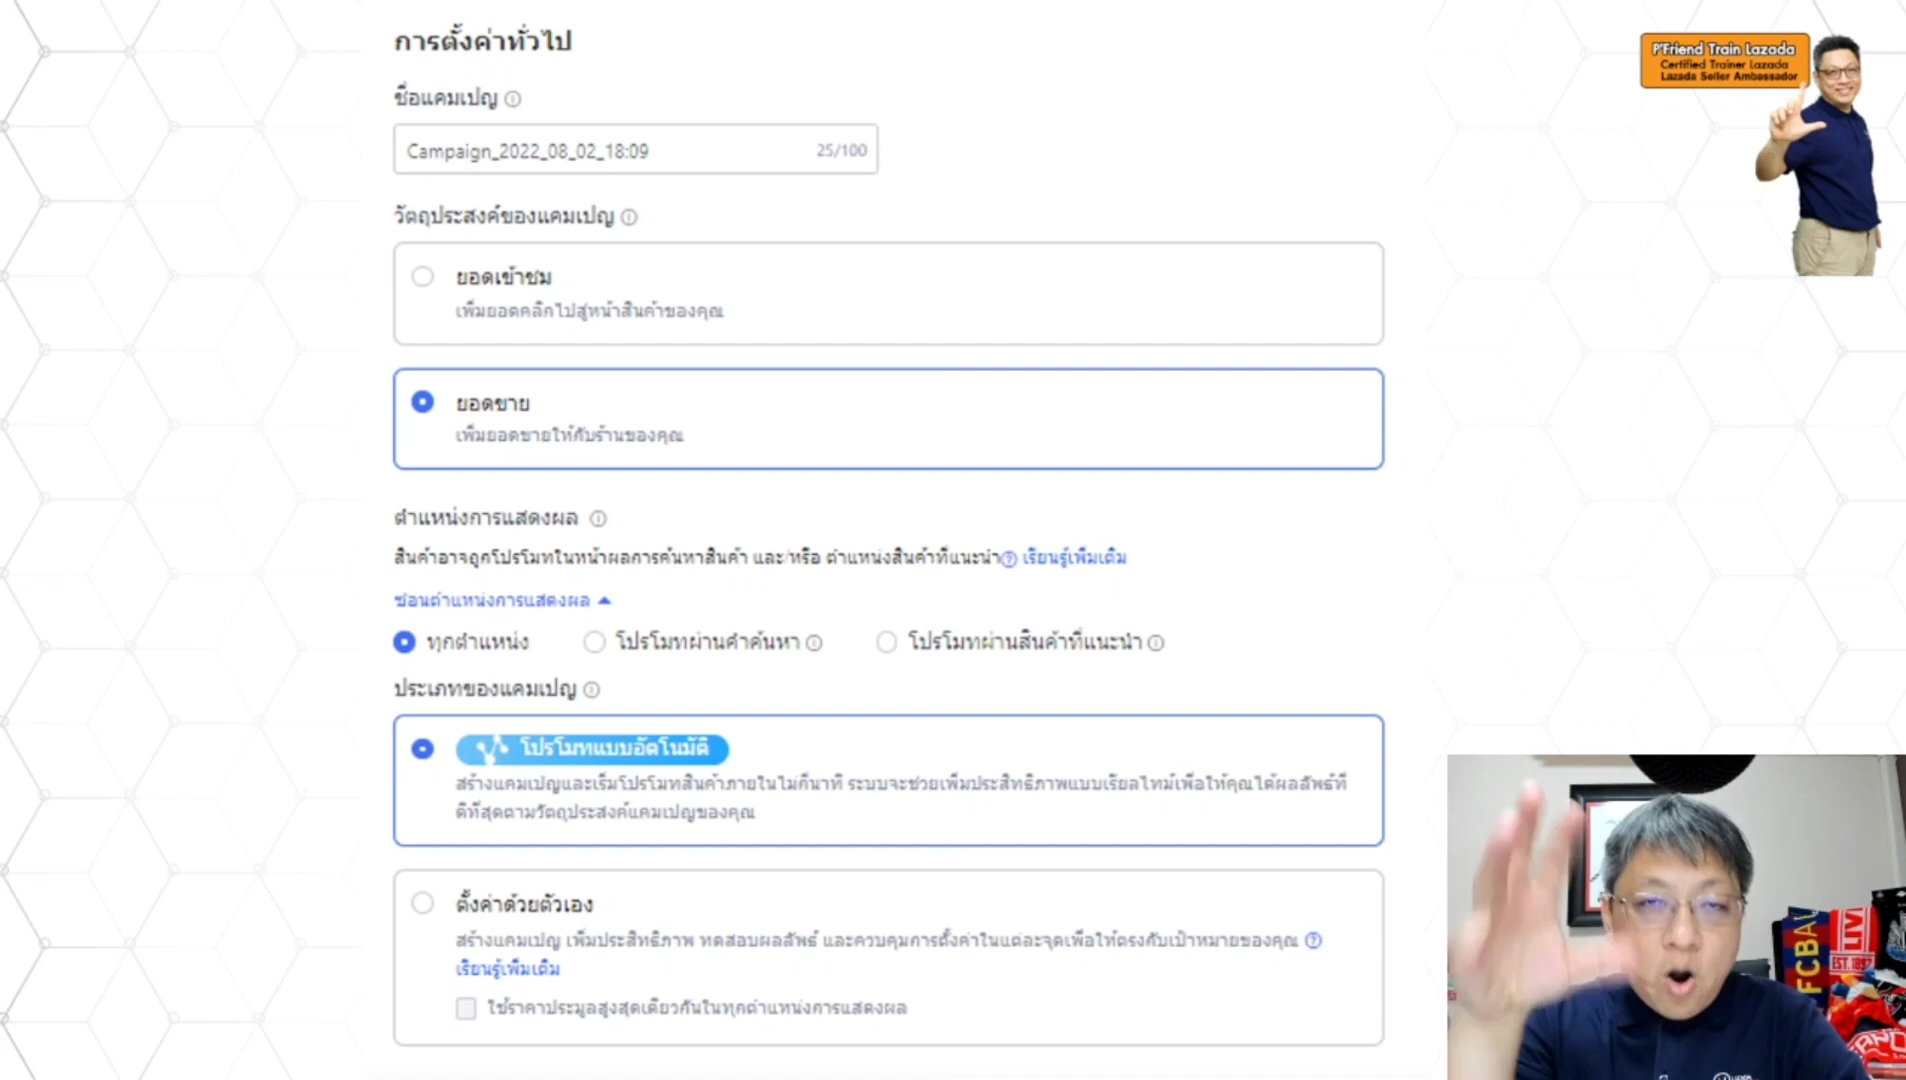 การตั้งค่าทั่วไป
ชื่อแคมเปญ
Campaign_2022_08_02_18:09
25/100
วัตถุประสงค์ของแคมเปญ
ยอดเข้าชม
เพิ่มยอดคลิกไปสู่หน้าสินค้าของคุณ
ยอดขาย
เพิ่มยอดขายให้กับร้านของคุณ
ตำแหน่งการแสดงผล
สินค้าอาจถูกโปรโมทในหน้าผลการค้นหาสินค้า และ/หรือ ตำแหน่งสินค้าที่แนะนำ เรียนรู้เพิ่มเติม
ซ่อนตำแหน่งการแสดงผล
ทุกตำแหน่ง
โปรโมทผ่านคำค้นหา
โปรโมทผ่านสินค้าที่แนะนำ
ประเภทของแคมเปญ
โปรโมทแบบอัตโนมัติ
สร้างแคมเปญและเริ่มโปรโมทสินค้าภายในไม่กี่นาที ระบบจะช่วยเพิ่มประสิทธิภาพแบบเรียลไทม์เพื่อให้คุณได้ผลลัพธ์ที่
ดีที่สุดตามวัตถุประสงค์แคมเปญของคุณ
ตั้งค่าด้วยตัวเอง
สร้างแคมเปญ เพิ่มประสิทธิภาพ ทดสอบผลลัพธ์ และควบคุมการตั้งค่าในแต่ละจุดเพื่อให้ตรงกับเป้าหมายของคุณ
เรียนรู้เพิ่มเติม
ใช้ราคาประมูลสูงสุดเดียวกันในทุกตำแหน่งการแสดงผล
P'Friend Train Lazada
Certified Trainer Lazada
Lazada Seller Ambassador
FCBA
LIV
EST. 189